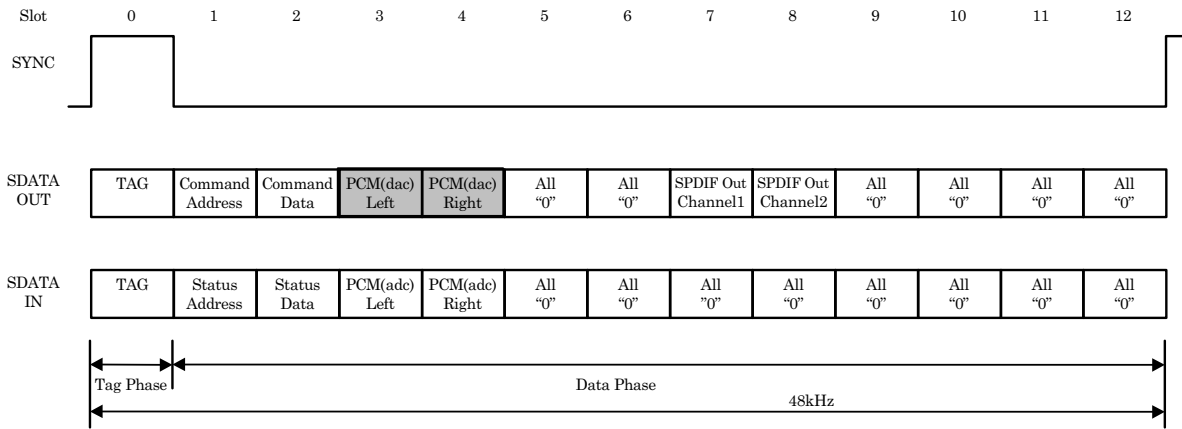 Slot 0 1 2 3 4 5 6 7 8 9 10 11 12
SYNC
SDATA OUT
TAG
Command Address
Command Data
PCM(dac) Left
PCM(dac) Right
All “0”
All “0”
SPDIF Out Channel1
SPDIF Out Channel2
All “0”
All “0”
All “0”
All “0”
SDATA IN
TAG
Status Address
Status Data
PCM(adc) Left
PCM(adc) Right
All “0”
All “0”
All ”0”
All “0”
All “0”
All “0”
All “0”
All “0”
Tag Phase
Data Phase
48kHz